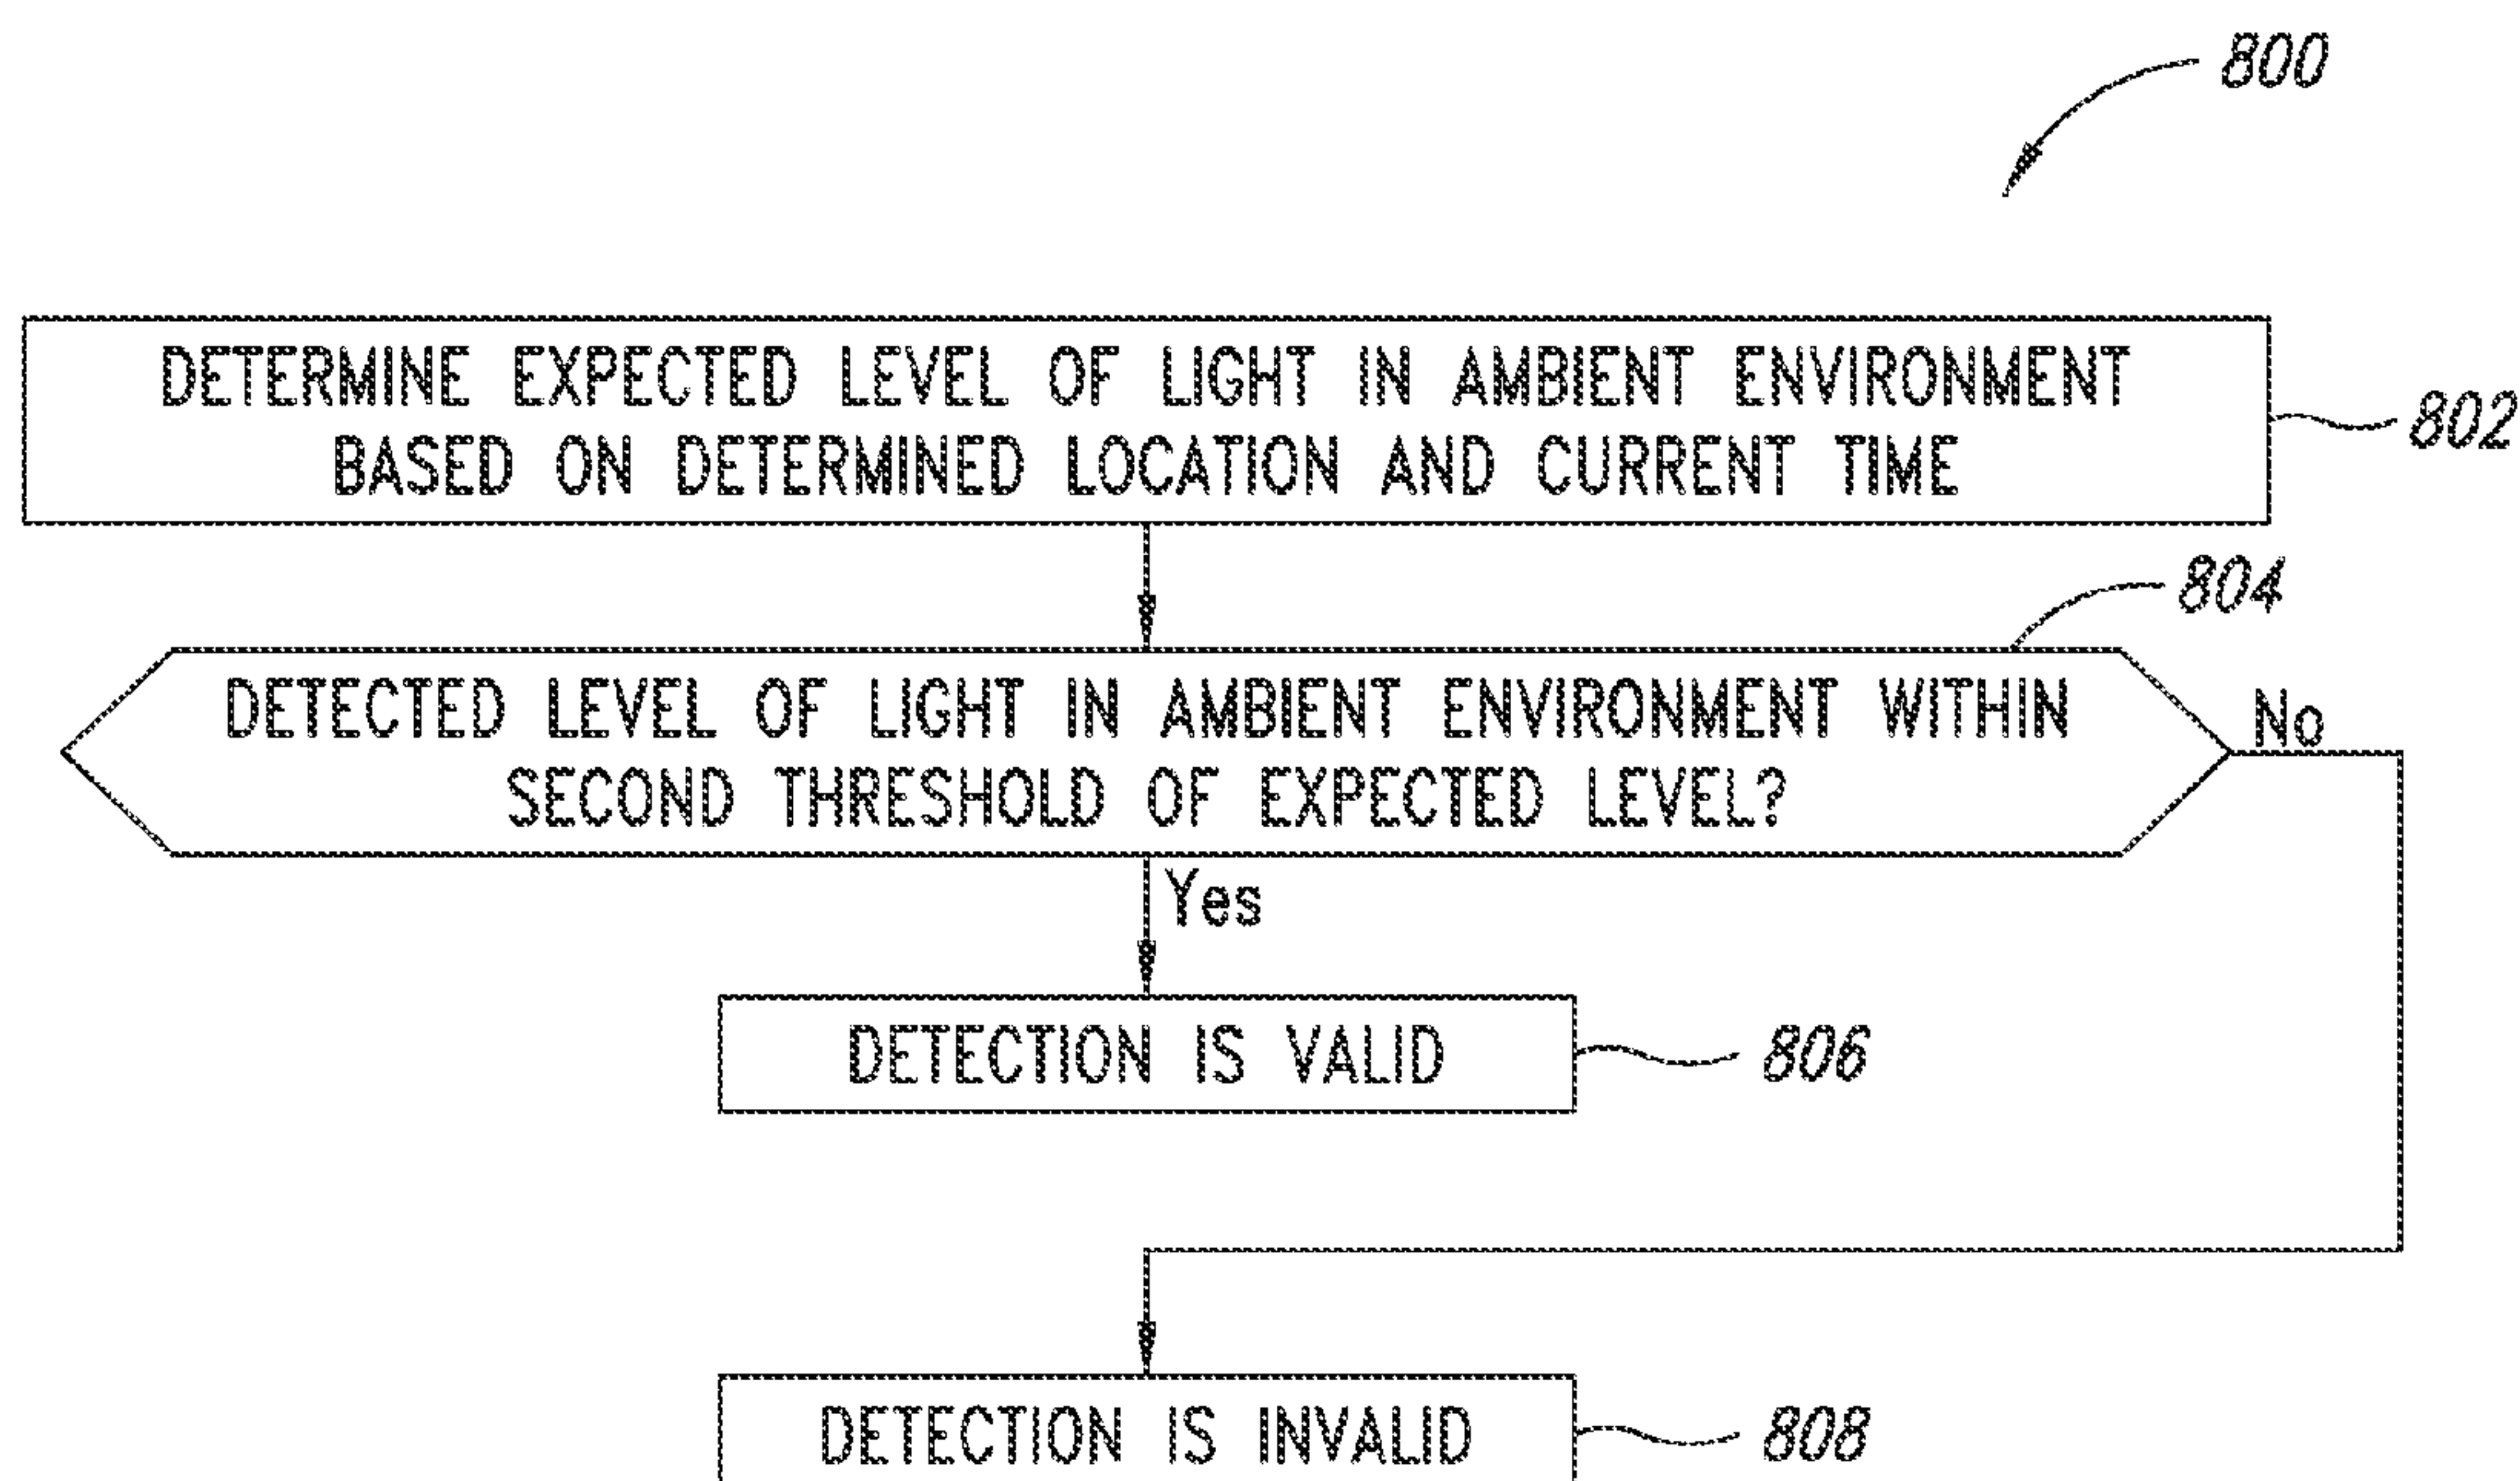 800
DETERMINE EXPECTED LEVEL OF LIGHT IN AMBIENT ENVIRONMENT
BASED ON DETERMINED LOCATION AND CURRENT TIME
802
804
DETECTED LEVEL OF LIGHT IN AMBIENT ENVIRONMENT WITHIN
SECOND THRESHOLD OF EXPECTED LEVEL?
No
Yes
DETECTION IS VALID
806
DETECTION IS INVALID
808